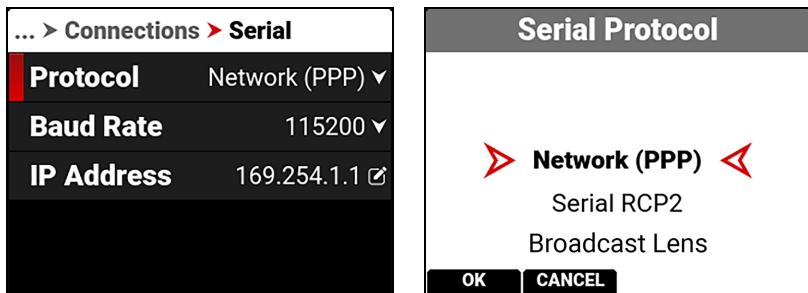 ... > Connections > Serial
Protocol Network (PPP)
Baud Rate 115200
IP Address 169.254.1.1
Serial Protocol
Network (PPP)
Serial RCP2
Broadcast Lens
OK CANCEL